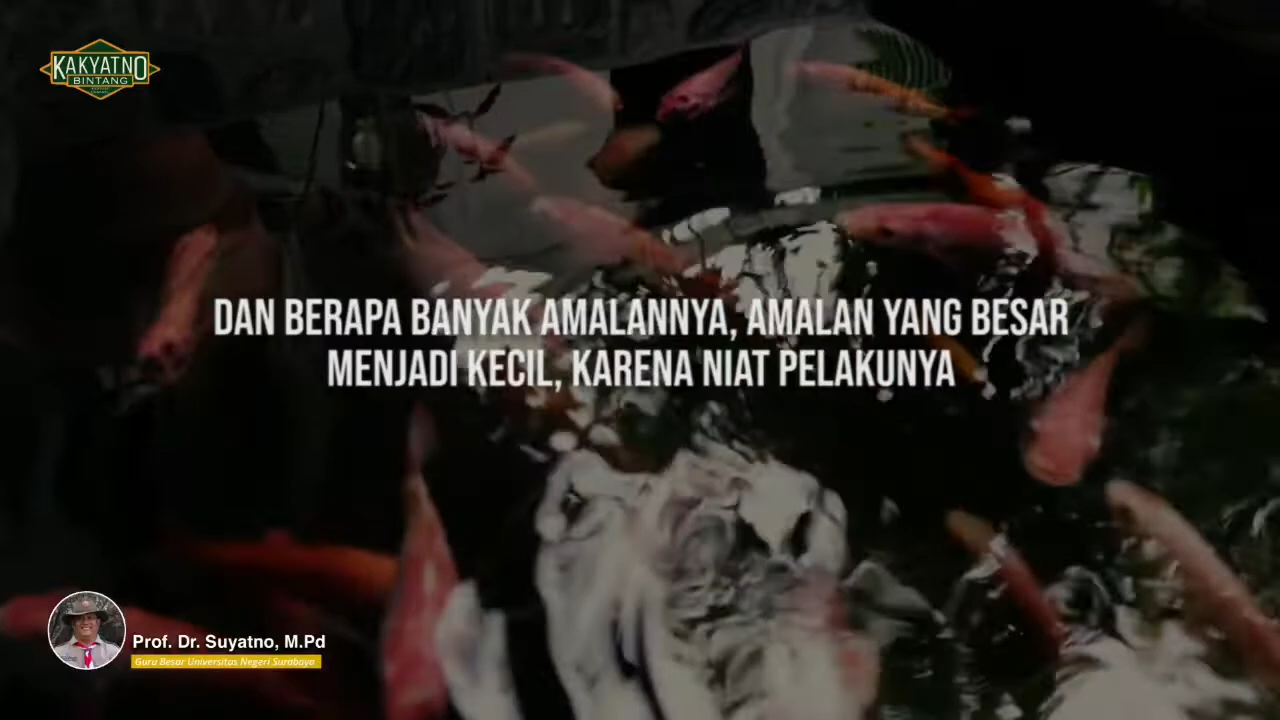 KAKYATNO
BINTANG
DAN BERAPA BANYAK AMALANNYA, AMALAN YANG BESAR
MENJADI KECIL, KARENA NIAT PELAKUNYA
Prof. Dr. Suyatno, M.Pd
Guru Besar Universitas Negeri Surabaya